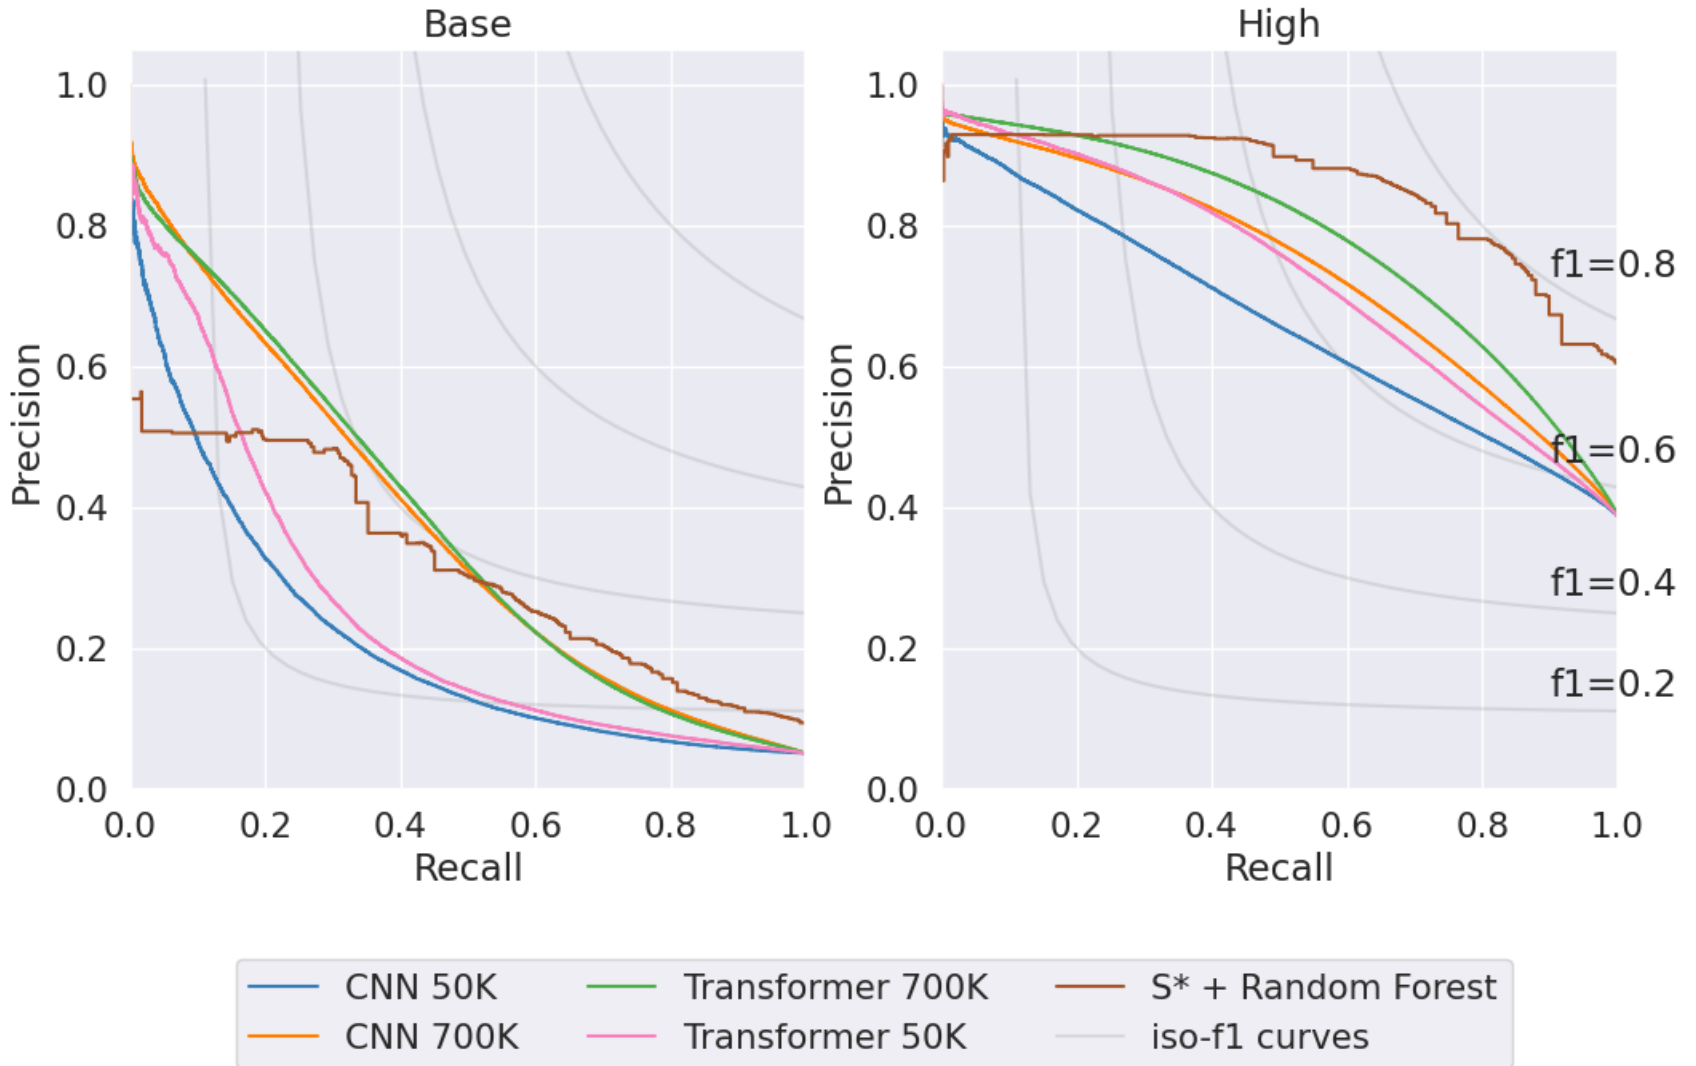 Base
High
1.0
0.8
0.6
0.4
0.2
0.0
Precision
0.0 0.2 0.4 0.6 0.8 1.0
Recall
1.0
0.8
0.6
0.4
0.2
0.0
Precision
f1=0.8
f1=0.6
f1=0.4
f1=0.2
0.0 0.2 0.4 0.6 0.8 1.0
Recall
CNN 50K
CNN 700K
Transformer 700K
Transformer 50K
S* + Random Forest
iso-f1 curves